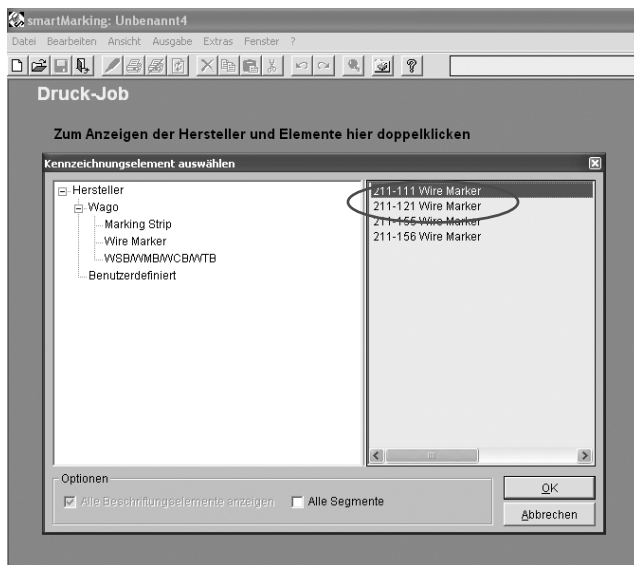 smartMarking: Unbenannt4
Datei Bearbeiten Ansicht Ausgabe Extras Fenster ?
Druck-Job
Zum Anzeigen der Hersteller und Elemente hier doppelklicken
Kennzeichnungselement auswählen
Hersteller
Wago
Marking Strip
Wire Marker
WSB/WMB/WCB/WTB
Benutzerdefiniert
211-111 Wire Marker
211-121 Wire Marker
211-155 Wire Marker
211-156 Wire Marker
Optionen
Alle Beschriftungselemente anzeigen
Alle Segmente
OK
Abbrechen